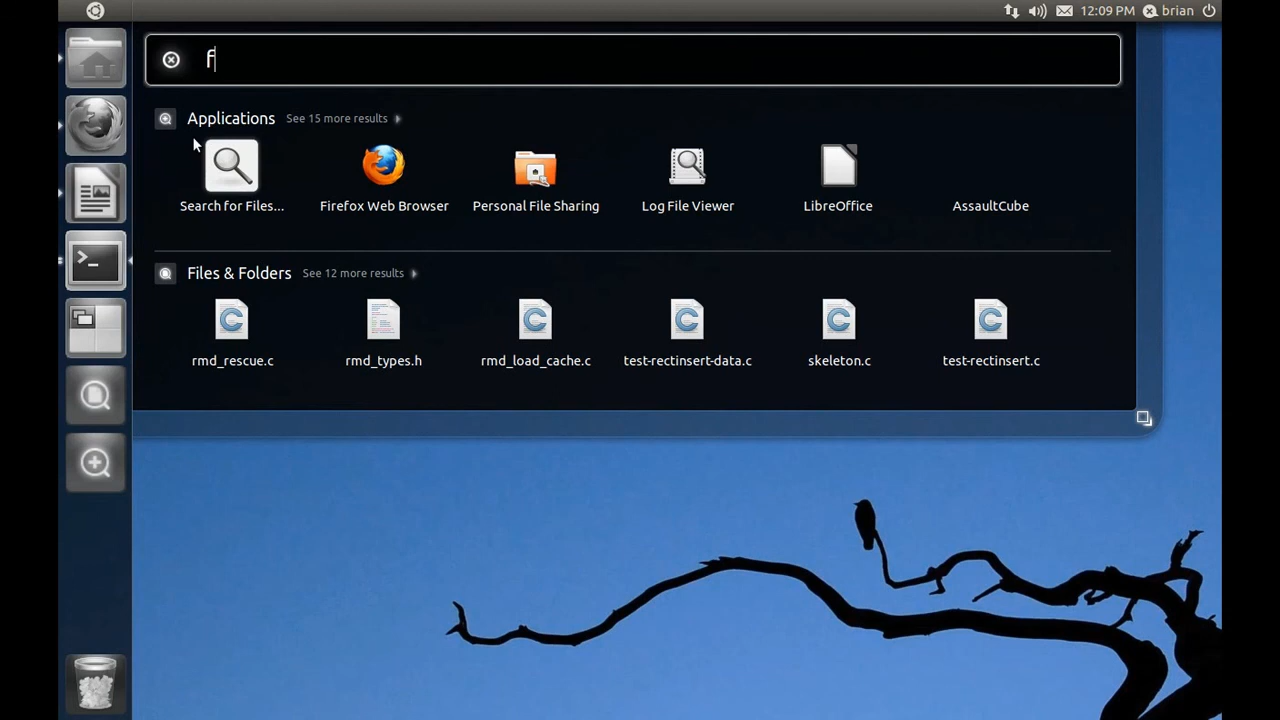 12:09 PM brian
f
Applications See 15 more results
Search for Files... Firefox Web Browser Personal File Sharing Log File Viewer LibreOffice AssaultCube
Files & Folders See 12 more results
rmd_rescue.c rmd_types.h rmd_load_cache.c test-rectinsert-data.c skeleton.c test-rectinsert.c